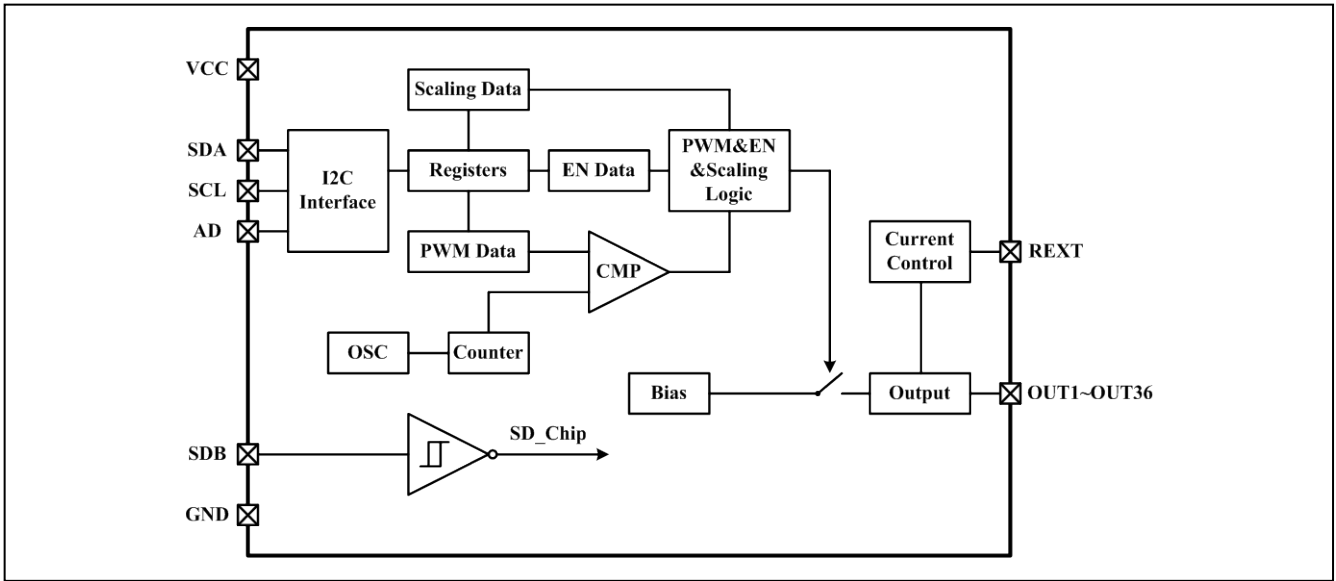 VCC
Scaling Data
SDA
SCL
AD
I2C
Interface
Registers
EN Data
PWM&EN
&Scaling
Logic
PWM Data
CMP
Current
Control
REXT
OSC
Counter
Bias
Output
OUT1~OUT36
SDB
SD_Chip
GND